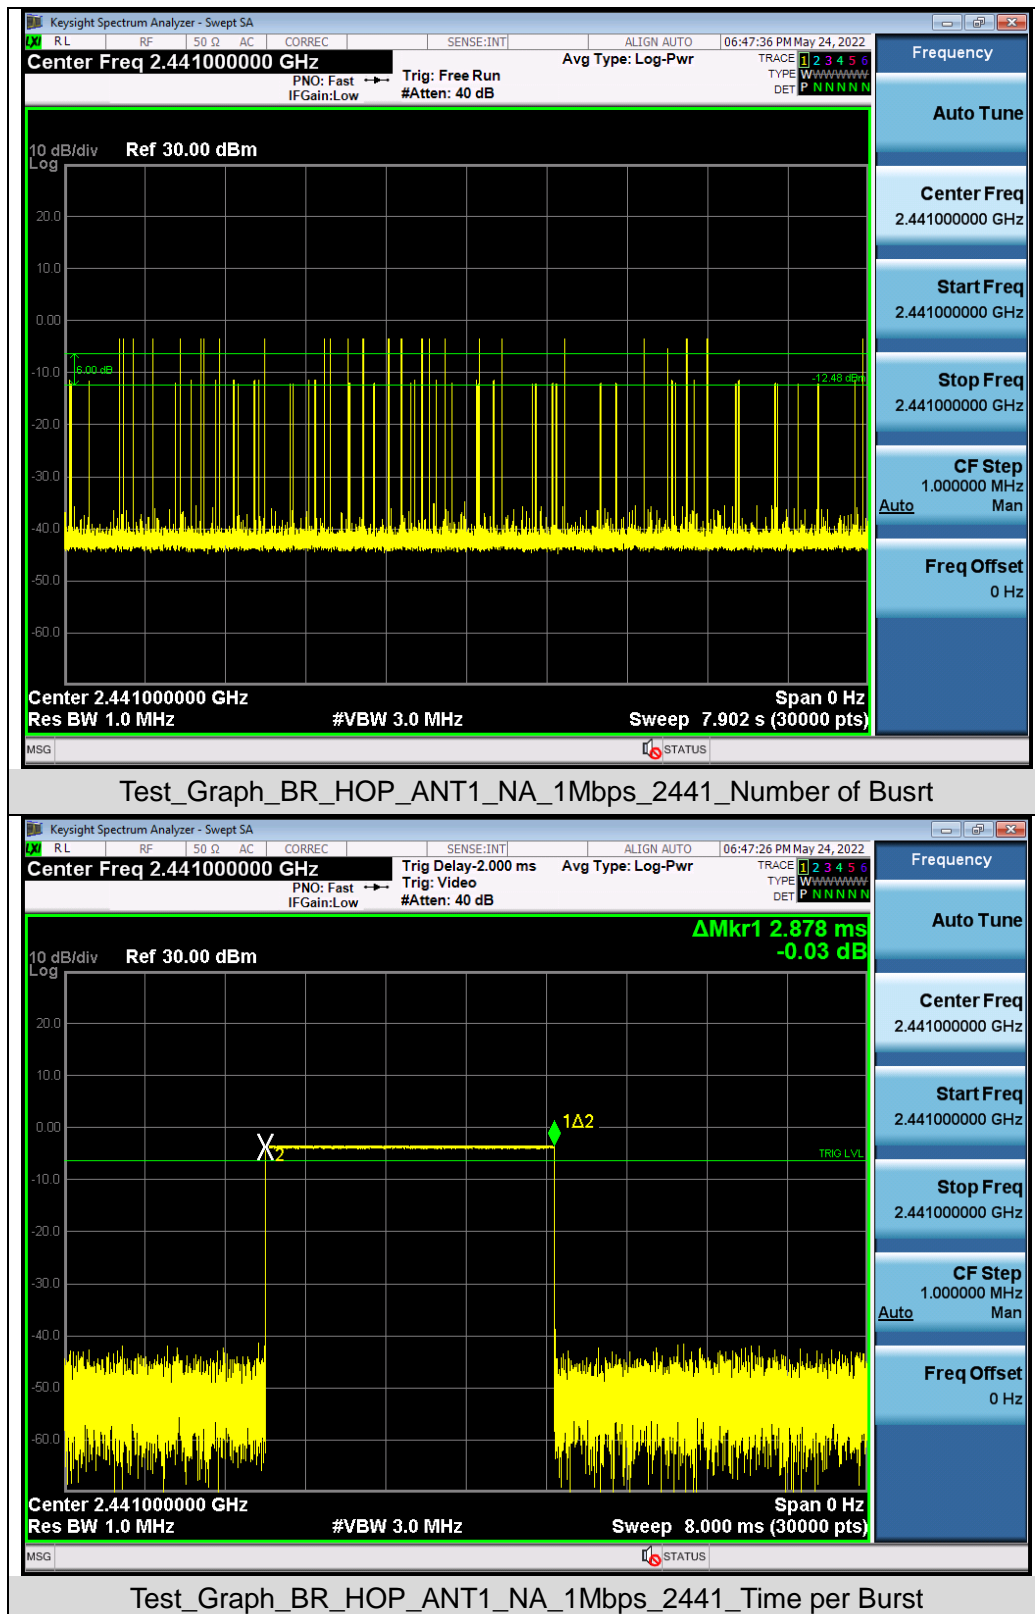 Keysight Spectrum Analyzer - Swept SA
LXI RL RF 50 Ω AC CORREC SENSE:INT ALIGN AUTO 06:47:36 PM May 24, 2022
Center Freq 2.441000000 GHz
PNO: Fast
IFGain:Low
Trig: Free Run
#Atten: 40 dB
Avg Type: Log-Pwr
TRACE 1 2 3 4 5 6
TYPE WWWWWW
DET P N N N N N
10 dB/div
Log
Ref 30.00 dBm
20.0
10.0
0.00
-10.0
-20.0
-30.0
-40.0
-50.0
-60.0
6.00 dB
-12.48 dBm
Center 2.441000000 GHz Span 0 Hz
Res BW 1.0 MHz #VBW 3.0 MHz Sweep 7.902 s (30000 pts)
MSG STATUS
Frequency
Auto Tune
Center Freq
2.441000000 GHz
Start Freq
2.441000000 GHz
Stop Freq
2.441000000 GHz
CF Step
1.000000 MHz
Auto Man
Freq Offset
0 Hz
Test_Graph_BR_HOP_ANT1_NA_1Mbps_2441_Number of Busrt
Keysight Spectrum Analyzer - Swept SA
LXI RL RF 50 Ω AC CORREC SENSE:INT ALIGN AUTO 06:47:26 PM May 24, 2022
Center Freq 2.441000000 GHz
PNO: Fast
IFGain:Low
Trig Delay-2.000 ms
Trig: Video
#Atten: 40 dB
Avg Type: Log-Pwr
TRACE 1 2 3 4 5 6
TYPE WWWWWW
DET P N N N N N
ΔMkr1 2.878 ms
-0.03 dB
10 dB/div
Log
Ref 30.00 dBm
20.0
10.0
0.00
-10.0
-20.0
-30.0
-40.0
-50.0
-60.0
1Δ2
2
TRIG LVL
Center 2.441000000 GHz Span 0 Hz
Res BW 1.0 MHz #VBW 3.0 MHz Sweep 8.000 ms (30000 pts)
MSG STATUS
Frequency
Auto Tune
Center Freq
2.441000000 GHz
Start Freq
2.441000000 GHz
Stop Freq
2.441000000 GHz
CF Step
1.000000 MHz
Auto Man
Freq Offset
0 Hz
Test_Graph_BR_HOP_ANT1_NA_1Mbps_2441_Time per Burst